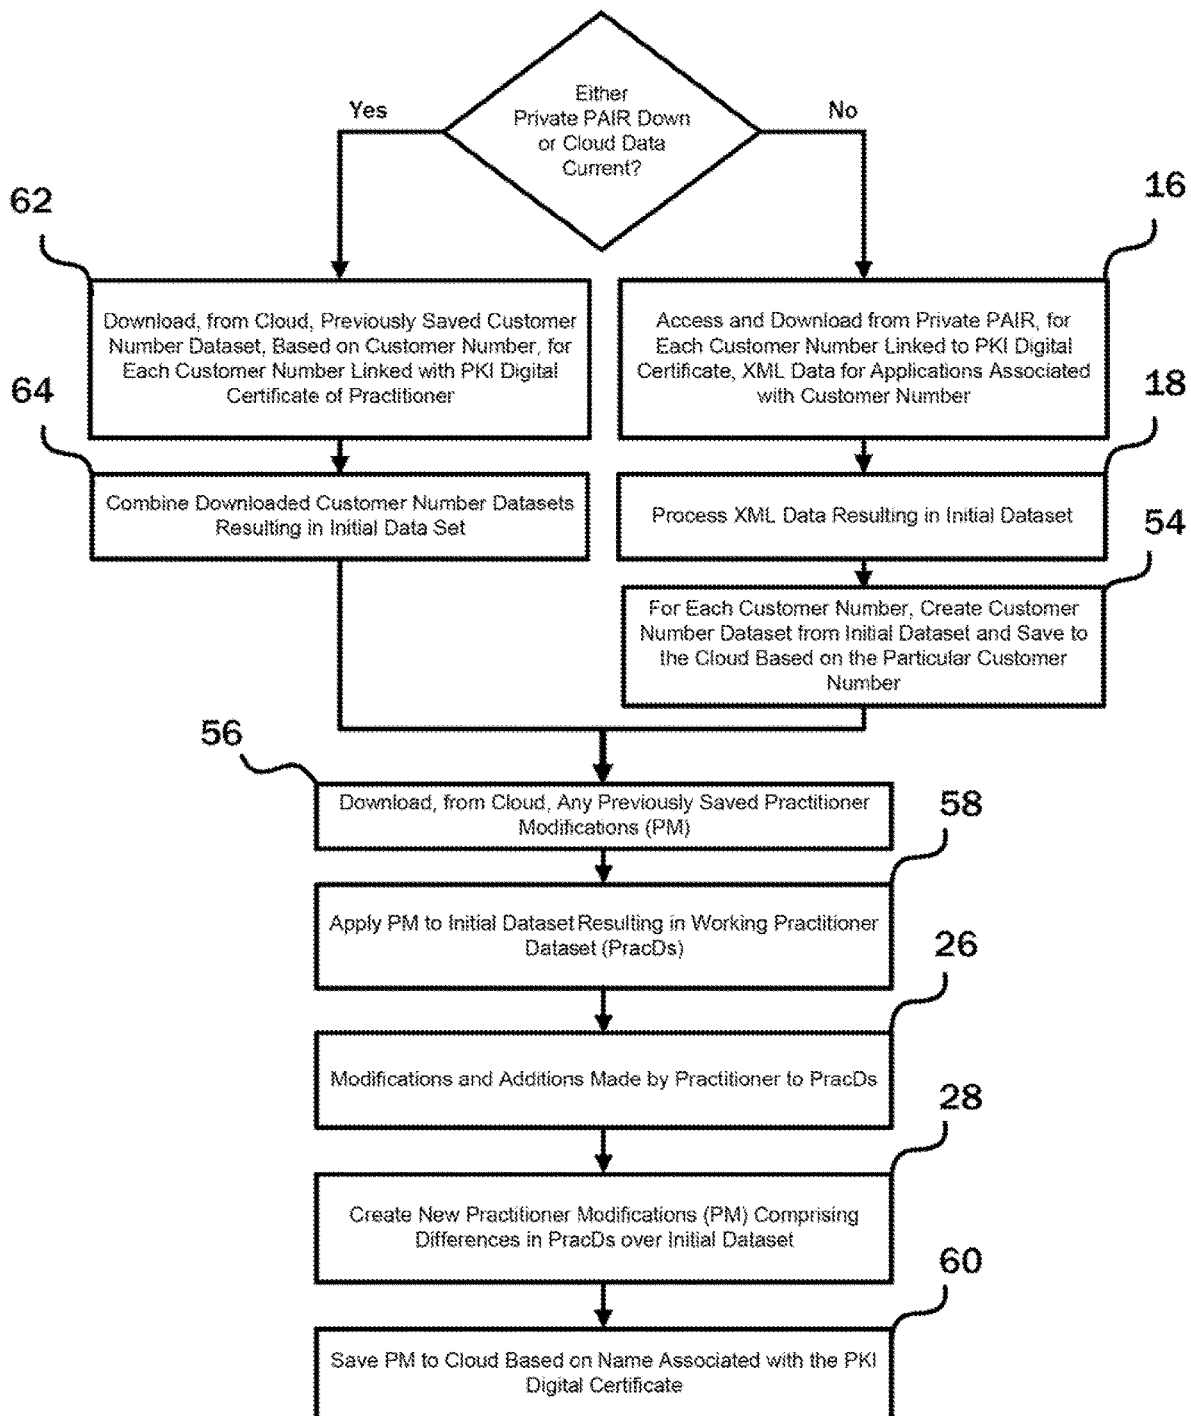 Either
Private PAIR Down
or Cloud Data
Current?
Yes
No
62
16
Download, from Cloud, Previously Saved Customer
Number Dataset, Based on Customer Number, for
Each Customer Number Linked with PKI Digital
Certificate of Practitioner
Access and Download from Private PAIR, for
Each Customer Number Linked to PKI Digital
Certificate, XML Data for Applications Associated
with Customer Number
64
18
Combine Downloaded Customer Number Datasets
Resulting in Initial Data Set
Process XML Data Resulting in Initial Dataset
54
For Each Customer Number, Create Customer
Number Dataset from Initial Dataset and Save to
the Cloud Based on the Particular Customer
Number
56
Download, from Cloud, Any Previously Saved Practitioner
Modifications (PM)
58
Apply PM to Initial Dataset Resulting in Working Practitioner
Dataset (PracDs)
26
Modifications and Additions Made by Practitioner to PracDs
28
Create New Practitioner Modifications (PM) Comprising
Differences in PracDs over Initial Dataset
60
Save PM to Cloud Based on Name Associated with the PKI
Digital Certificate